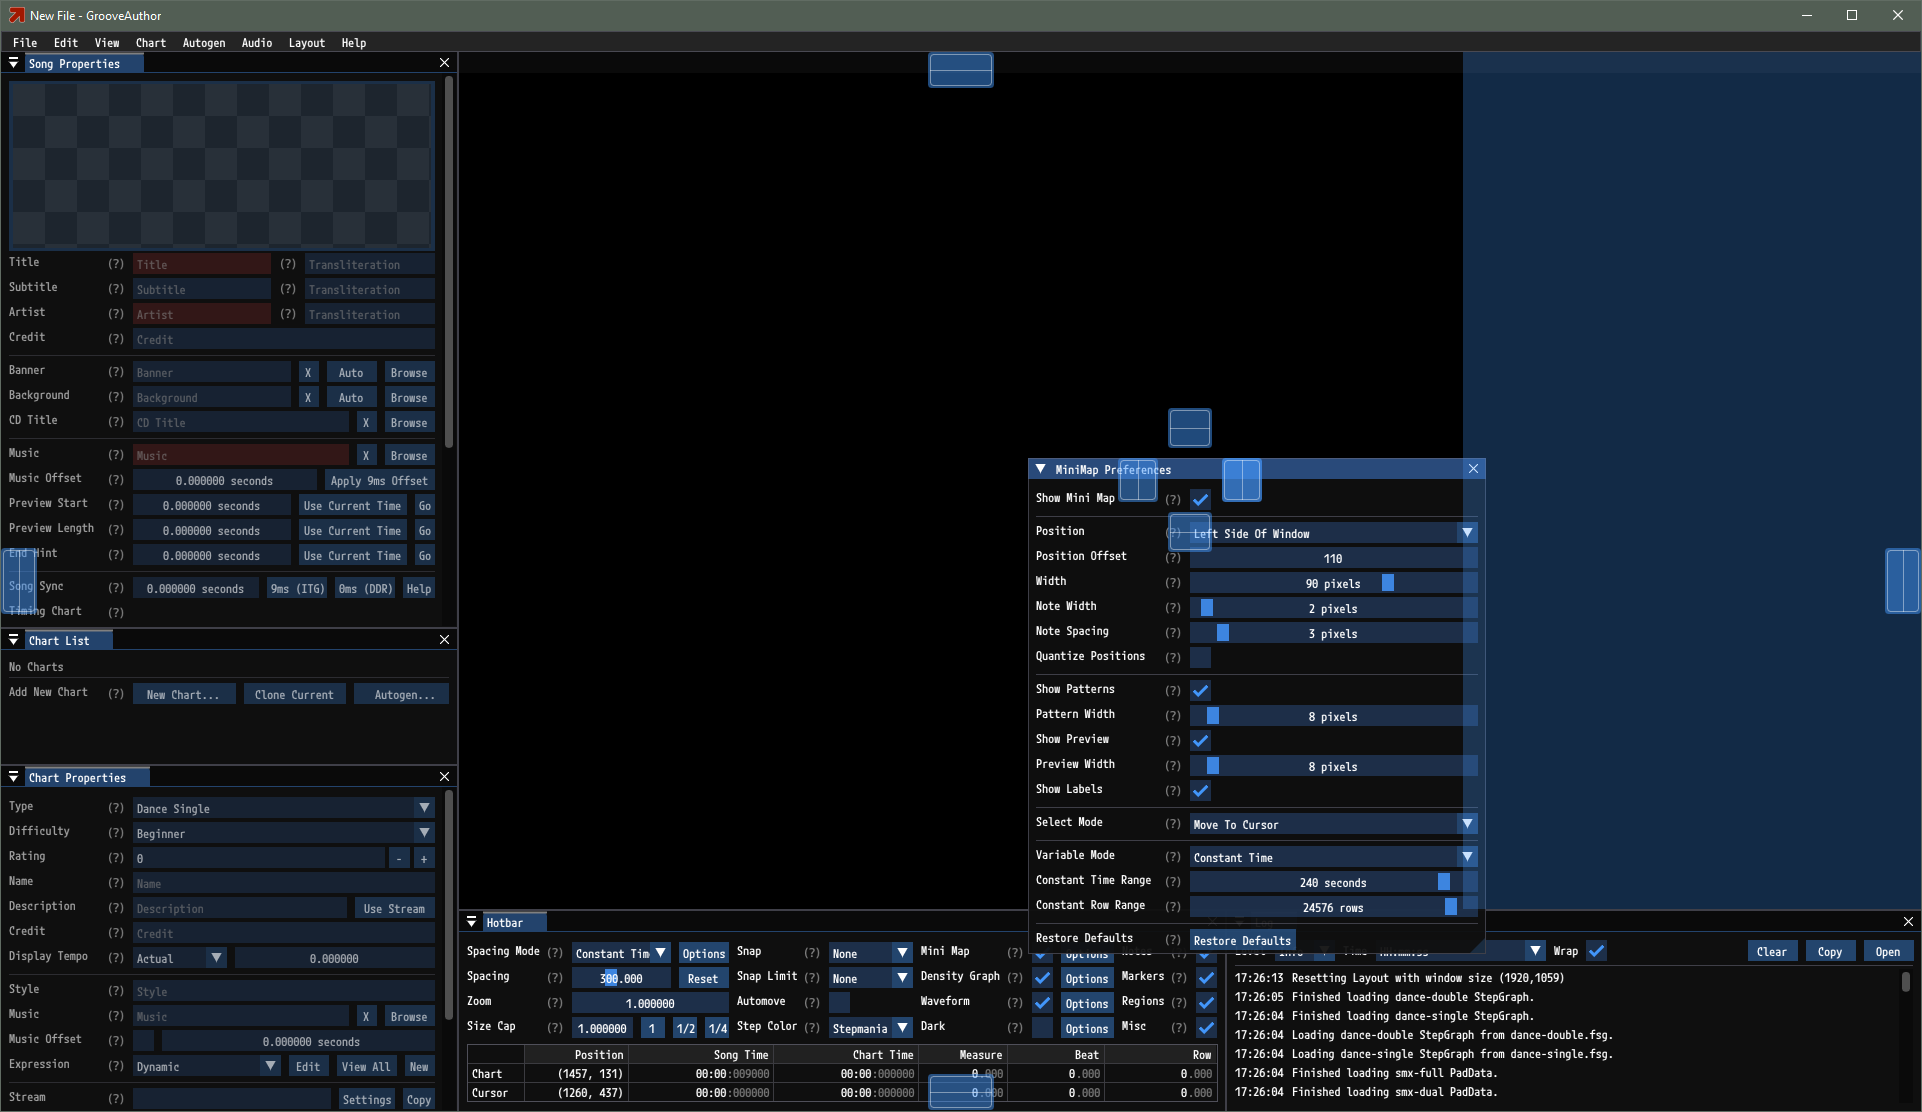 New File - GrooveAuthor
File Edit View Chart Autogen Audio Layout Help
Song Properties
Title (?) Title (?) Transliteration
Subtitle (?) Subtitle (?) Transliteration
Artist (?) Artist (?) Transliteration
Credit (?) Credit
Banner (?) Banner X Auto Browse
Background (?) Background X Auto Browse
CD Title (?) CD Title X Browse
Music (?) Music X Browse
Music Offset (?) 0.000000 seconds Apply 9ms Offset
Preview Start (?) 0.000000 seconds Use Current Time Go
Preview Length (?) 0.000000 seconds Use Current Time Go
End Hint (?) 0.000000 seconds Use Current Time Go
Song Sync (?) 0.000000 seconds 9ms (ITG) 0ms (DDR) Help
Timing Chart (?)
Chart List
No Charts
Add New Chart (?) New Chart... Clone Current Autogen...
Chart Properties
Type (?) Dance Single
Difficulty (?) Beginner
Rating (?) 0 - +
Name (?) Name
Description (?) Description Use Stream
Credit (?) Credit
Display Tempo (?) Actual 0.000000
Style (?) Style
Music (?) Music X Browse
Music Offset (?) 0.000000 seconds
Expression (?) Dynamic Edit View All New
Stream (?) Settings Copy
MiniMap Preferences
Show Mini Map (?)
Position (?) Left Side Of Window
Position Offset (?) 110
Width (?) 90 pixels
Note Width (?) 2 pixels
Note Spacing (?) 3 pixels
Quantize Positions (?)
Show Patterns (?)
Pattern Width (?) 8 pixels
Show Preview (?)
Preview Width (?) 8 pixels
Show Labels (?)
Select Mode (?) Move To Cursor
Variable Mode (?) Constant Time
Constant Time Range (?) 240 seconds
Constant Row Range (?) 24576 rows
Restore Defaults (?) Restore Defaults
Hotbar
Spacing Mode (?) Constant Tim Options Snap (?) None Mini Map (?) Options
Spacing (?) 300.000 Reset Snap Limit (?) None Density Graph (?) Options Markers (?)
Zoom (?) 1.000000 Automove (?) Waveform (?) Options Regions (?)
Size Cap (?) 1.000000 1 1/2 1/4 Step Color (?) Stepmania Dark (?) Options Misc (?)
Position Song Time Chart Time Measure Beat Row
Chart (1457, 131) 00:00:009000 00:00:000000 0.000 0.000 0.000
Cursor (1260, 437) 00:00:000000 00:00:000000 0.000 0.000 0.000
Wrap Clear Copy Open
17:26:13 Resetting Layout with window size (1920,1059)
17:26:05 Finished loading dance-double StepGraph.
17:26:04 Finished loading dance-single StepGraph.
17:26:04 Loading dance-double StepGraph from dance-double.fsg.
17:26:04 Loading dance-single StepGraph from dance-single.fsg.
17:26:04 Finished loading smx-full PadData.
17:26:04 Finished loading smx-dual PadData.